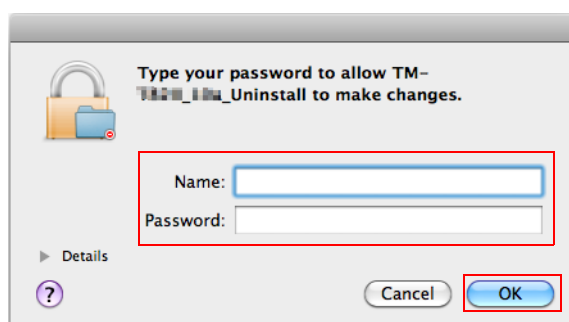 Type your password to allow TM-
_Uninstall to make changes.
Name:
Password:
Details
?
Cancel
OK